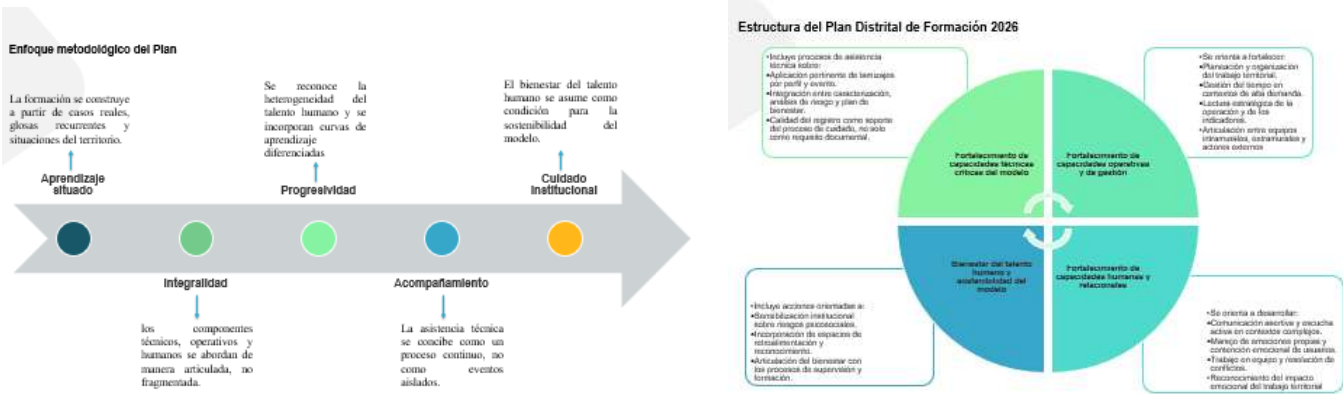 Enfoque metodológico del Plan
La formación se construye
a partir de casos reales,
glosas recurrentes y
situaciones del territorio.
Aprendizaje
situado
Se reconoce la
heterogeneidad del
talento humano y se
incorporan curvas de
aprendizaje
diferenciadas
Progresividad
El bienestar del talento
humano se asume como
condición para la
sostenibilidad del
modelo.
Cuidado
institucional
Integralidad
los componentes
técnicos, operativos y
humanos se abordan de
manera articulada, no
fragmentada.
Acompañamiento
La asistencia técnica
se concibe como un
proceso continuo, no
como eventos
aislados.
Estructura del Plan Distrital de Formación 2026
•Incluye procesos de asistencia
técnica sobre:
•Aplicación pertinente de tamizajes
por perfil y evento.
•Integración entre caracterización,
análisis de riesgo y plan de
bienestar.
•Calidad del registro como soporte
del proceso de cuidado, no solo
como requisito documental.
Fortalecimiento de
capacidades técnicas
críticas del modelo
•Se orienta a fortalecer:
•Planeación y organización
del trabajo territorial.
•Gestión del tiempo en
contextos de alta demanda.
•Lectura estratégica de la
operación y de los
indicadores.
•Articulación entre equipos
intramurales, extramurales y
actores externos
Fortalecimiento de
capacidades operativas
y de gestión
Bienestar del talento
humano y
sostenibilidad del
modelo
•Incluye acciones orientadas a:
•Sensibilización institucional
sobre riesgos psicosociales.
•Incorporación de espacios de
retroalimentación y
reconocimiento.
•Articulación del bienestar con
los procesos de supervisión y
formación.
Fortalecimiento de
capacidades humanas y
relacionales
•Se orienta a desarrollar:
•Comunicación asertiva y escucha
activa en contextos complejos.
•Manejo de emociones propias y
contención emocional de usuarios.
•Trabajo en equipo y resolución de
conflictos.
•Reconocimiento del impacto
emocional del trabajo territorial